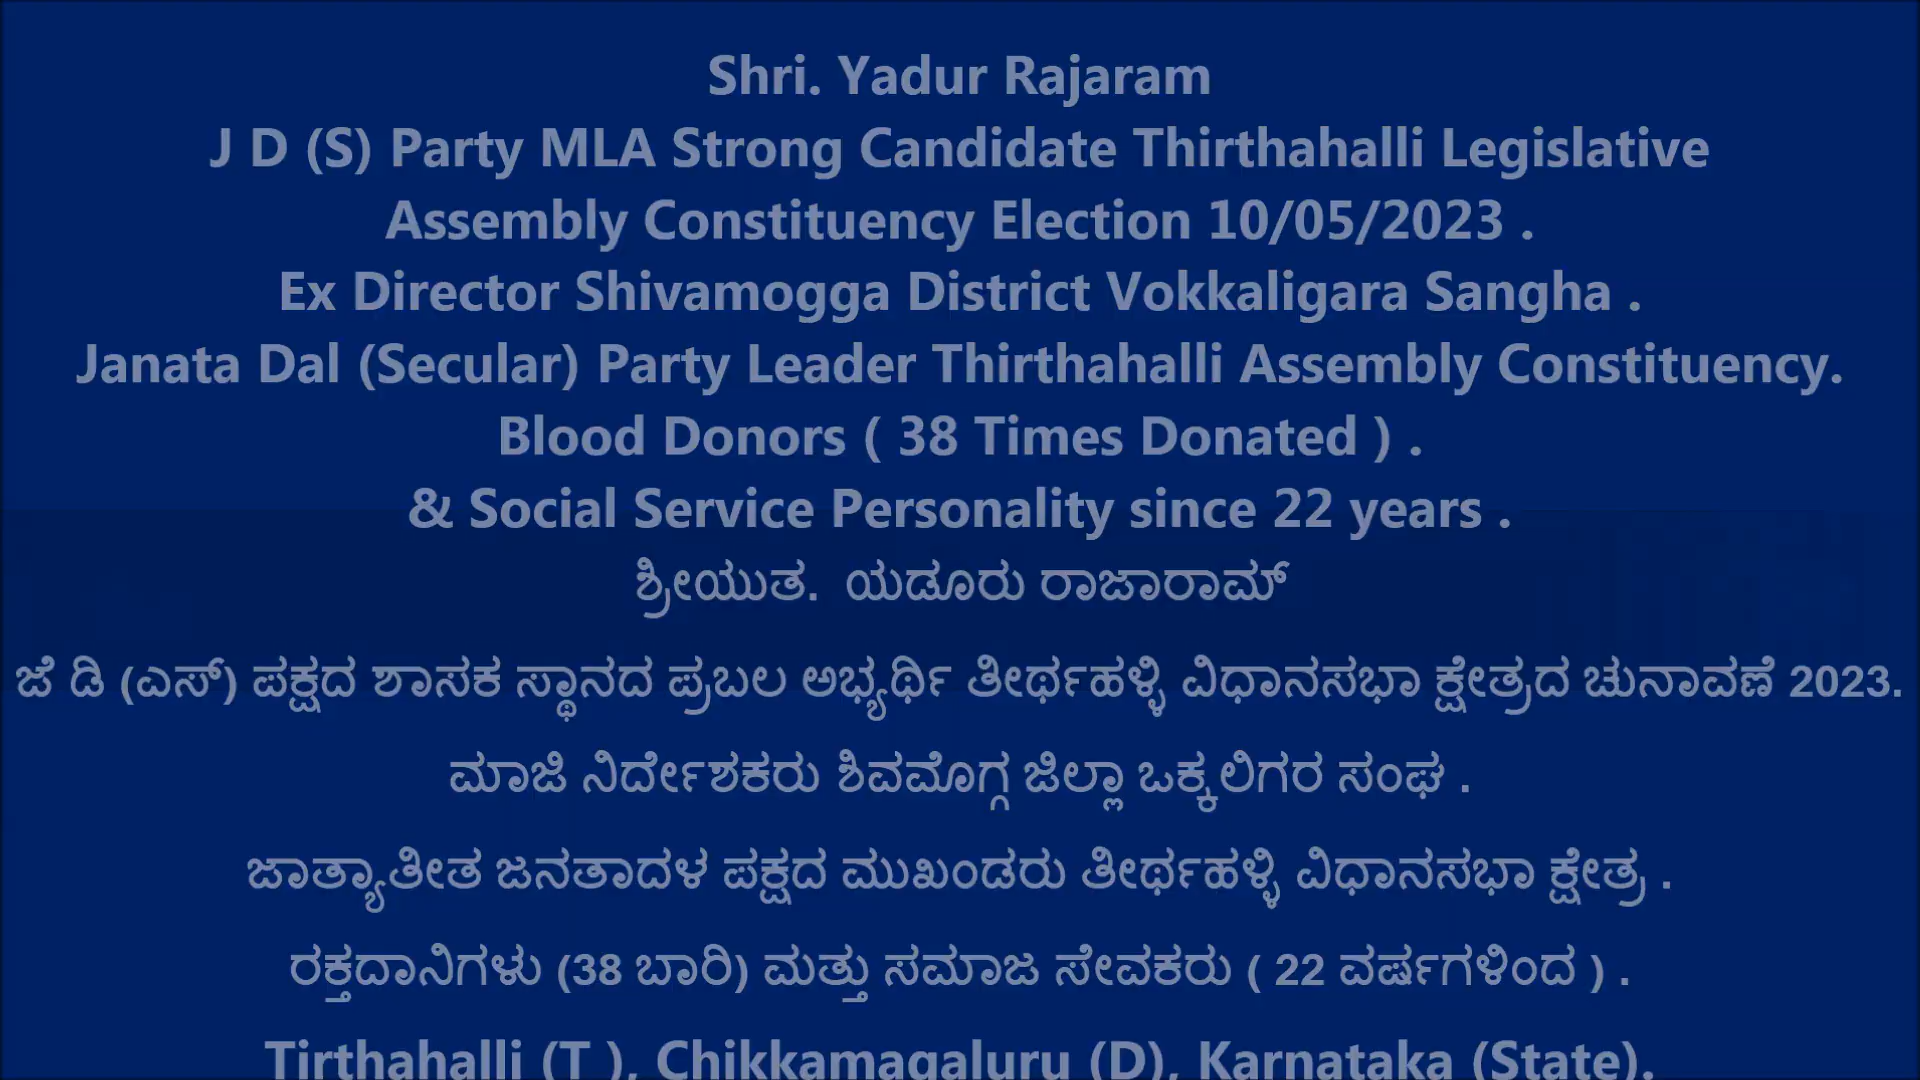 Shri. Yadur Rajaram
J D (S) Party MLA Strong Candidate Thirthahalli Legislative
Assembly Constituency Election 10/05/2023 .
Ex Director Shivamogga District Vokkaligara Sangha .
Janata Dal (Secular) Party Leader Thirthahalli Assembly Constituency.
Blood Donors ( 38 Times Donated ) .
& Social Service Personality since 22 years .
ಶ್ರೀಯುತ. ಯಡೂರು ರಾಜಾರಾಮ್
ಜೆ ಡಿ (ಎಸ್) ಪಕ್ಷದ ಶಾಸಕ ಸ್ಥಾನದ ಪ್ರಬಲ ಅಭ್ಯರ್ಥಿ ತೀರ್ಥಹಳ್ಳಿ ವಿಧಾನಸಭಾ ಕ್ಷೇತ್ರದ ಚುನಾವಣೆ 2023.
ಮಾಜಿ ನಿರ್ದೇಶಕರು ಶಿವಮೊಗ್ಗ ಜಿಲ್ಲಾ ಒಕ್ಕಲಿಗರ ಸಂಘ .
ಜಾತ್ಯಾತೀತ ಜನತಾದಳ ಪಕ್ಷದ ಮುಖಂಡರು ತೀರ್ಥಹಳ್ಳಿ ವಿಧಾನಸಭಾ ಕ್ಷೇತ್ರ .
ರಕ್ತದಾನಿಗಳು (38 ಬಾರಿ) ಮತ್ತು ಸಮಾಜ ಸೇವಕರು ( 22 ವರ್ಷಗಳಿಂದ ) .
Tirthahalli (T ), Chikkamagaluru (D), Karnataka (State).